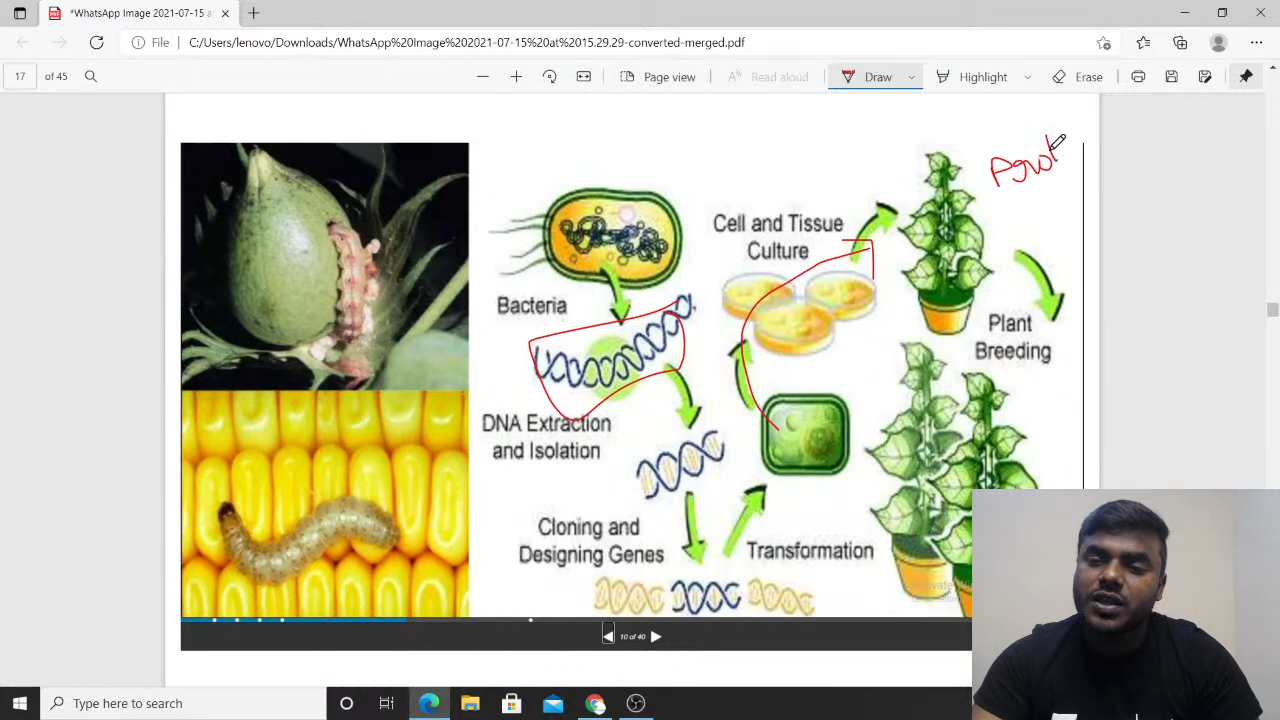 *WhatsApp Image 2021-07-15 a
File
C:/Users/lenovo/Downloads/WhatsApp%20Image%202021-07-15%20at%2015.29.29-converted-merged.pdf
17 of 45
Page view
Read aloud
Draw
Highlight
Erase
Cell and Tissue
Culture
Bacteria
Plant
Breeding
DNA Extraction
and Isolation
Cloning and
Designing Genes
Transformation
10 of 40
Type here to search